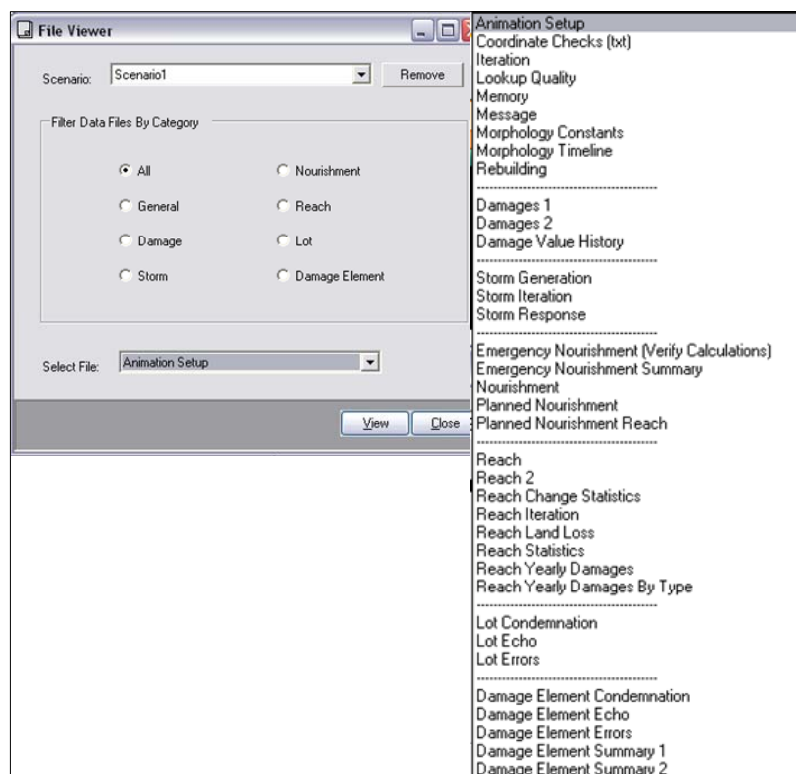 File Viewer
Scenario: Scenario1 Remove
Filter Data Files By Category
All Nourishment
General Reach
Damage Lot
Storm Damage Element
Select File: Animation Setup
View Close
Animation Setup
Coordinate Checks (txt)
Iteration
Lookup Quality
Memory
Message
Morphology Constants
Morphology Timeline
Rebuilding
Damages 1
Damages 2
Damage Value History
Storm Generation
Storm Iteration
Storm Response
Emergency Nourishment (Verify Calculations)
Emergency Nourishment Summary
Nourishment
Planned Nourishment
Planned Nourishment Reach
Reach
Reach 2
Reach Change Statistics
Reach Iteration
Reach Land Loss
Reach Statistics
Reach Yearly Damages
Reach Yearly Damages By Type
Lot Condemnation
Lot Echo
Lot Errors
Damage Element Condemnation
Damage Element Echo
Damage Element Errors
Damage Element Summary 1
Damage Element Summary 2